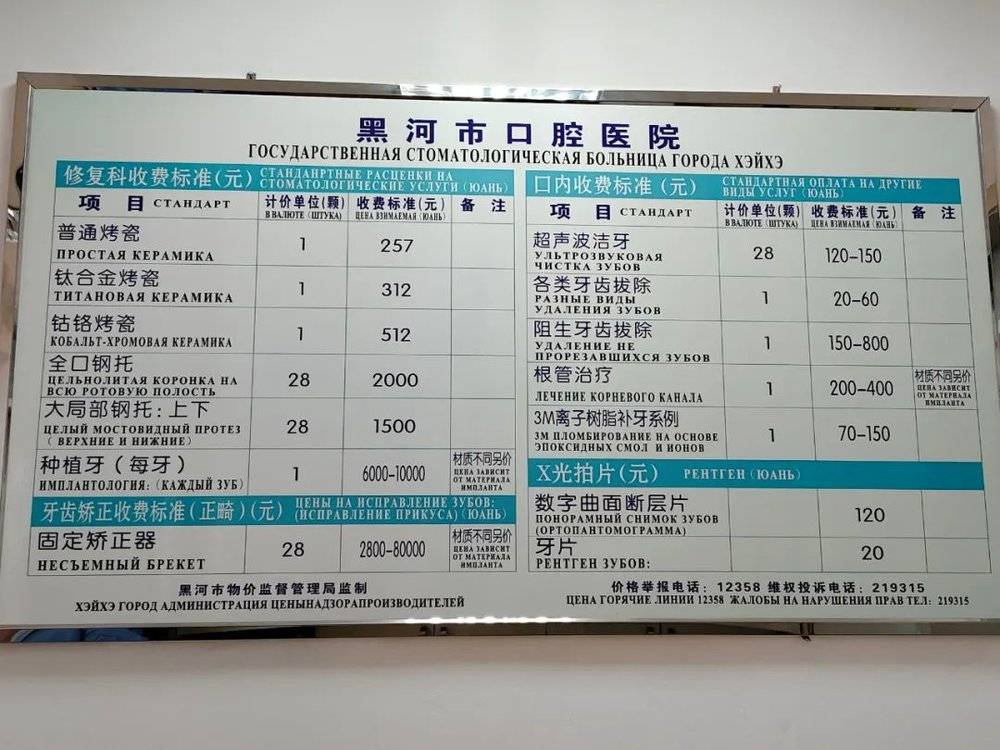 黑河市口腔医院
ГОСУДАРСТВЕННАЯ СТОМАТОЛОГИЧЕСКАЯ БОЛЬНИЦА ГОРОДА ХЭЙХЭ
修复科收费标准(元) СТАНДАНТНЫЕ РАСЦЕНКИ НА
СТОМАТОЛОГИЧЕСКИЕ УСЛУГИ (ЮАНЬ)
项 目 СТАНДАРТ 计价单位(颗) 收费标准(元) 备 注
В ВАЛЮТЕ (ШТУКА) ЦЕНА ВЗИМАЕМАЯ (ЮАНЬ)
普通烤瓷 1 257
ПРОСТАЯ КЕРАМИКА
钛合金烤瓷 1 312
ТИТАНОВАЯ КЕРАМИКА
钴铬烤瓷 1 512
КОБАЛЬТ-ХРОМОВАЯ КЕРАМИКА
全口钢托 28 2000
ЦЕЛЬНОЛИТАЯ КОРОНКА НА
ВСЮ РОТОВУЮ ПОЛОСТЬ
大局部钢托:上下 28 1500
ЦЕЛЫЙ МОСТОВИДНЫЙ ПРОТЕЗ
( ВЕРХНИЕ И НИЖНИЕ)
种植牙(每牙) 1 6000-10000 材质不同另价
ИМПЛАНТОЛОГИЯ: (КАЖДЫЙ ЗУБ) ЦЕНА ЗАВИСИТ
ОТ МАТЕРИАЛА
ИМПЛАНТА
牙齿矫正收费标准(正畸)(元) ЦЕНЫ НА ИСПРАВЛЕНИЕ ЗУБОВ:
(ИСПРАВЛЕНИЕ ПРИКУСА) (ЮАНЬ)
固定矫正器 28 2800-80000 材质不同另价
НЕСЪЕМНЫЙ БРЕКЕТ ЦЕНА ЗАВИСИТ
ОТ МАТЕРИАЛА
ИМПЛАНТА
黑河市物价监督管理局监制
ХЭЙХЭ ГОРОД АДМИНИСТРАЦИЯ ЦЕНЫНАДЗОРАПРОИЗВОДИТЕЛЕЙ
口内收费标准(元) СТАНДАРТНАЯ ОПЛАТА НА ДРУГИЕ
ВИДЫ УСЛУГ (ЮАНЬ)
项 目 СТАНДАРТ 计价单位(颗) 收费标准(元) 备 注
В ВАЛЮТЕ (ШТУКА) ЦЕНА ВЗИМАЕМАЯ (ЮАНЬ)
超声波洁牙 28 120-150
УЛЬТРОЗВУКОВАЯ
ЧИСТКА ЗУБОВ
各类牙齿拔除 1 20-60
РАЗНЫЕ ВИДЫ
УДАЛЕНИЯ ЗУБОВ
阻生牙齿拔除 1 150-800
УДАЛЕНИЕ НЕ
ПРОРЕЗАВШИХСЯ ЗУБОВ
根管治疗 1 200-400 材质不同另价
ЛЕЧЕНИЕ КОРНЕВОГО КАНАЛА ЦЕНА ЗАВИСИТ
ОТ МАТЕРИАЛА
ИМПЛАНТА
3M离子树脂补牙系列 1 70-150
3М ПЛОМБИРОВАНИЕ НА ОСНОВЕ
ЭПОКСИДНЫХ СМОЛ И ИОНОВ
X光拍片(元) РЕНТГЕН (ЮАНЬ)
数字曲面断层片 120
ПОНОРАМНЫЙ СНИМОК ЗУБОВ
(ОРТОПАНТОМОГРАММА)
牙片 20
РЕНТГЕН ЗУБОВ:
价格举报电话:12358 维权投诉电话:219315
ЦЕНА ГОРЯЧИЕ ЛИНИИ 12358 ЖАЛОБЫ НА НАРУШЕНИЯ ПРАВ ТЕЛ: 219315